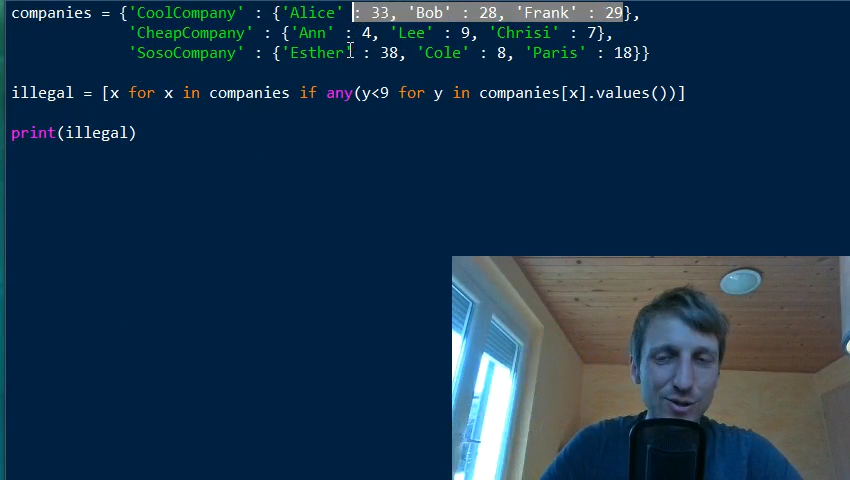 companies = {'CoolCompany' : {'Alice' : 33, 'Bob' : 28, 'Frank' : 29},
'CheapCompany' : {'Ann' : 4, 'Lee' : 9, 'Chrisi' : 7},
'SosoCompany' : {'Esther' : 38, 'Cole' : 8, 'Paris' : 18}}
illegal = [x for x in companies if any(y<9 for y in companies[x].values())]
print(illegal)